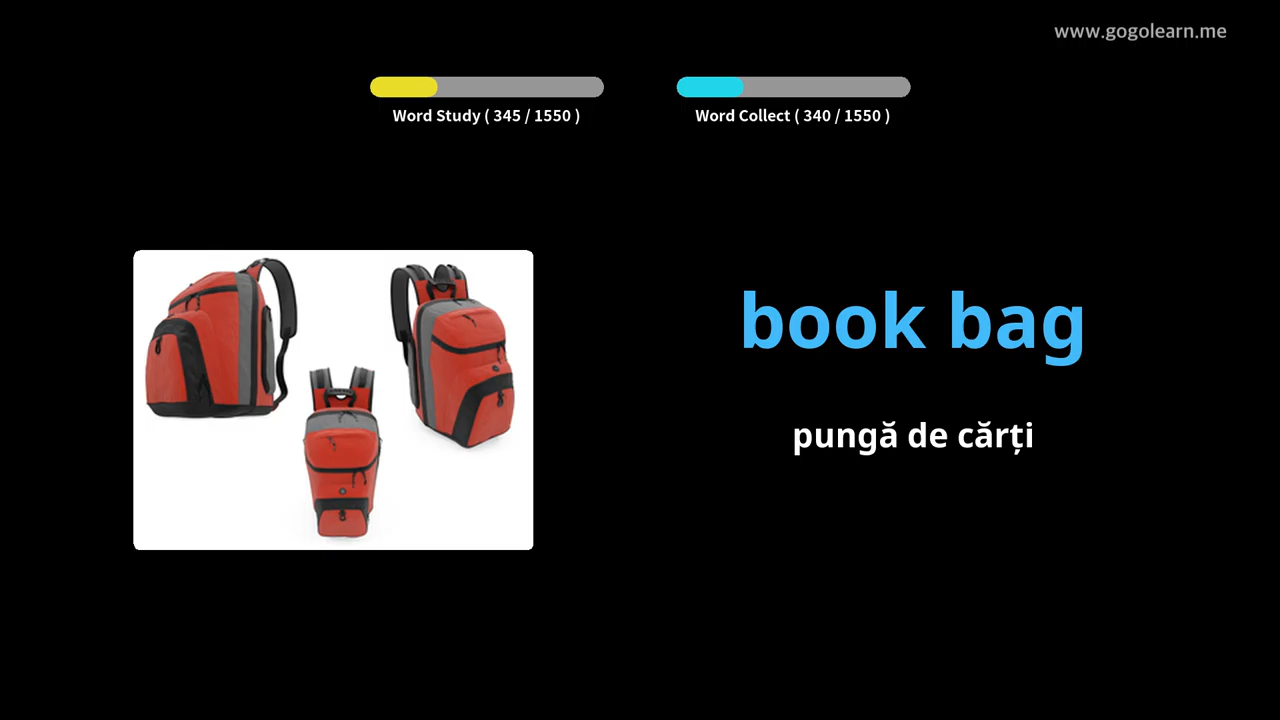 www.gogolearn.me
Word Study ( 345 / 1550 )
Word Collect ( 340 / 1550 )
book bag
pungă de cărți